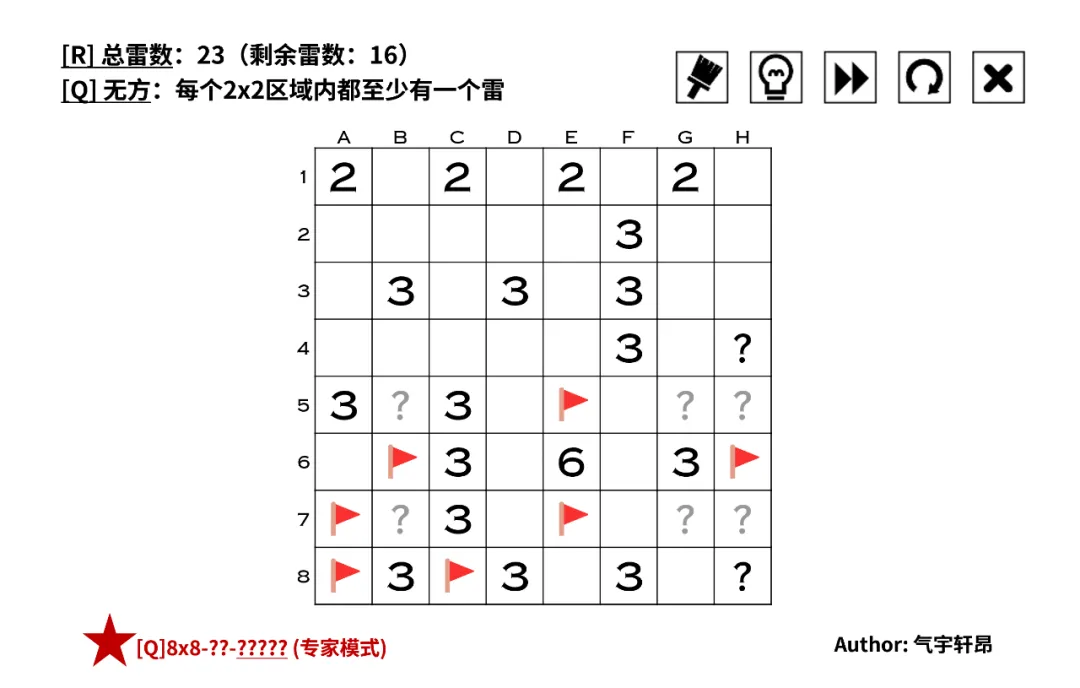 [R] 总雷数：23（剩余雷数：16）
[Q] 无方：每个2x2区域内都至少有一个雷
A B C D E F G H
1 2 2 2 2
2 3
3 3 3 3
4 3 ?
5 3 ? 3 ? ?
6 3 6 3
7 ? 3 ? ?
8 3 3 3 ?
[Q]8x8-??-????? (专家模式)
Author: 气宇轩昂